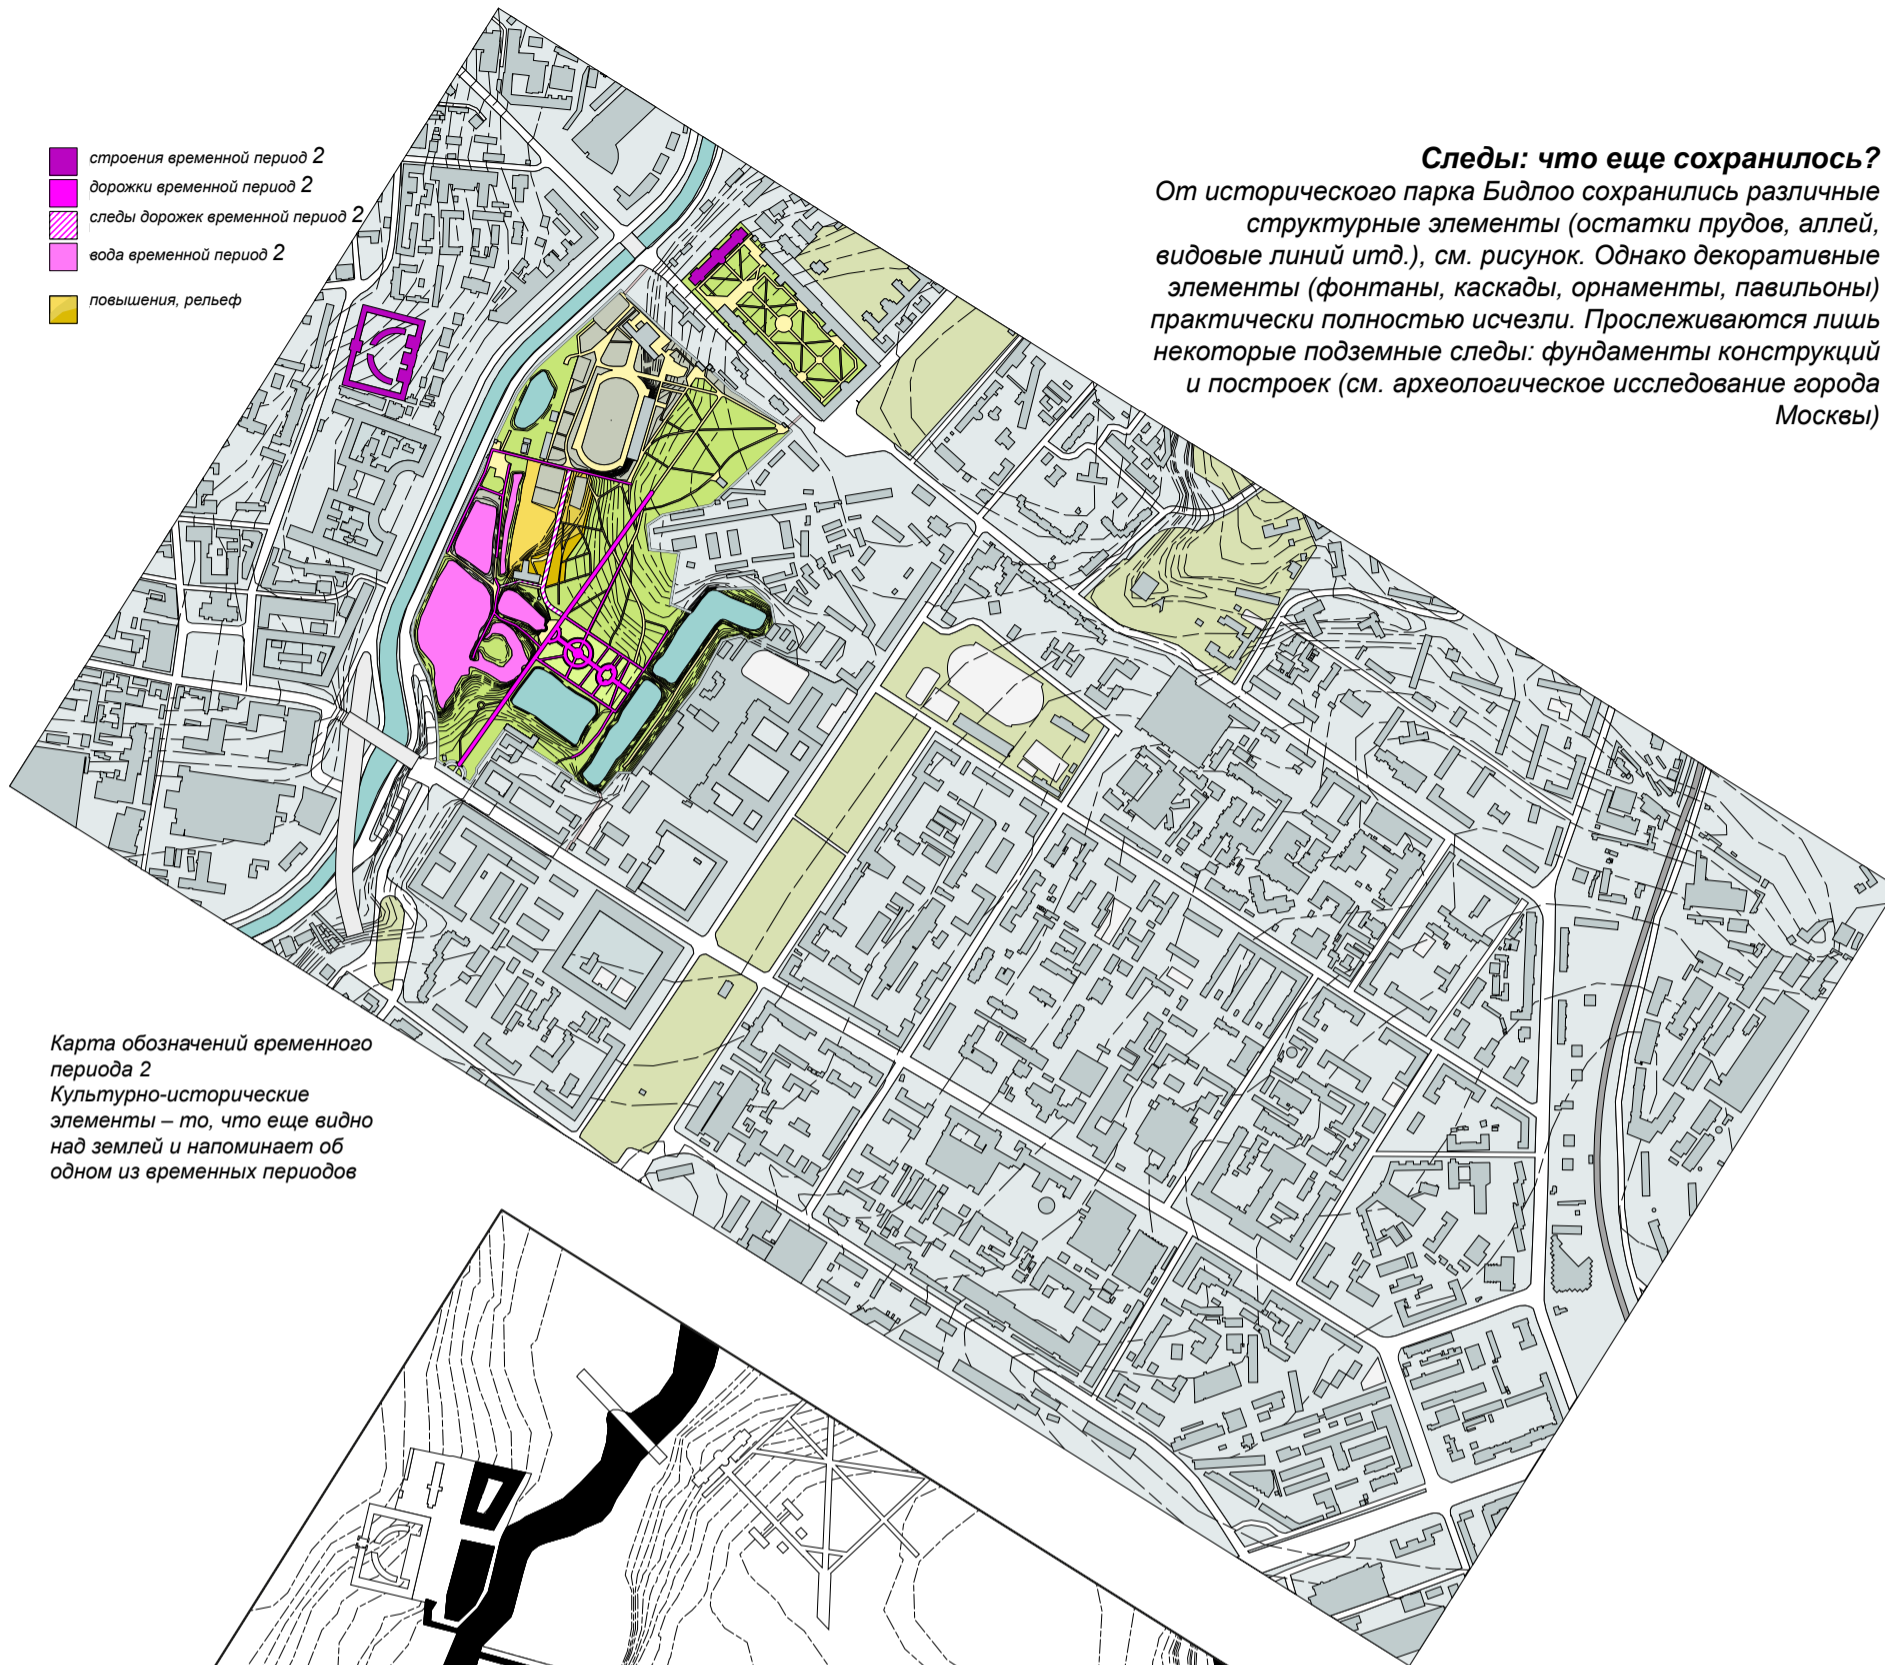 строения временной период 2
дорожки временной период 2
следы дорожек временной период 2
вода временной период 2
повышения, рельеф
Следы: что еще сохранилось?
От исторического парка Бидлоо сохранились различные
структурные элементы (остатки прудов, аллей,
видовые линий итд.), см. рисунок. Однако декоративные
элементы (фонтаны, каскады, орнаменты, павильоны)
практически полностью исчезли. Прослеживаются лишь
некоторые подземные следы: фундаменты конструкций
и построек (см. археологическое исследование города
Москвы)
Карта обозначений временного
периода 2
Культурно-исторические
элементы – то, что еще видно
над землей и напоминает об
одном из временных периодов